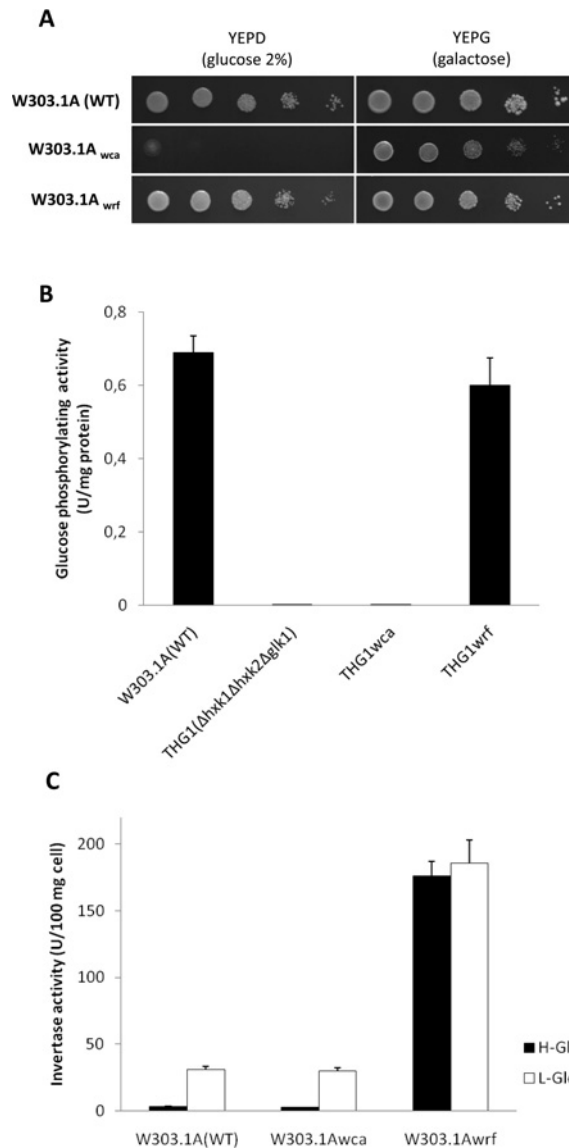 A
YEPD
(glucose 2%)
YEPG
(galactose)
W303.1A (WT)
W303.1A wca
W303.1A wrf
B
Glucose phosphorylating activity
(U/mg protein)
0,8
0,6
0,4
0,2
0
W303.1A(WT)
THG1(Δhxk1Δhxk2Δglk1)
THG1wca
THG1wrf
C
Invertase activity (U/100 mg cell)
200
150
100
50
0
H-Gl
L-Gl
W303.1A(WT)
W303.1Awca
W303.1Awrf